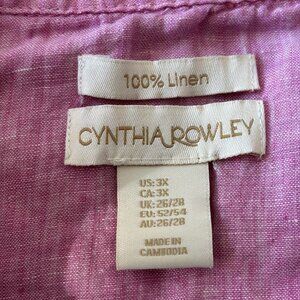 100% Linen
CYNTHIA ROWLEY
US: 3X
CA: 3X
UK: 26/28
EU: 52/54
AU: 26/28
MADE IN
CAMBODIA